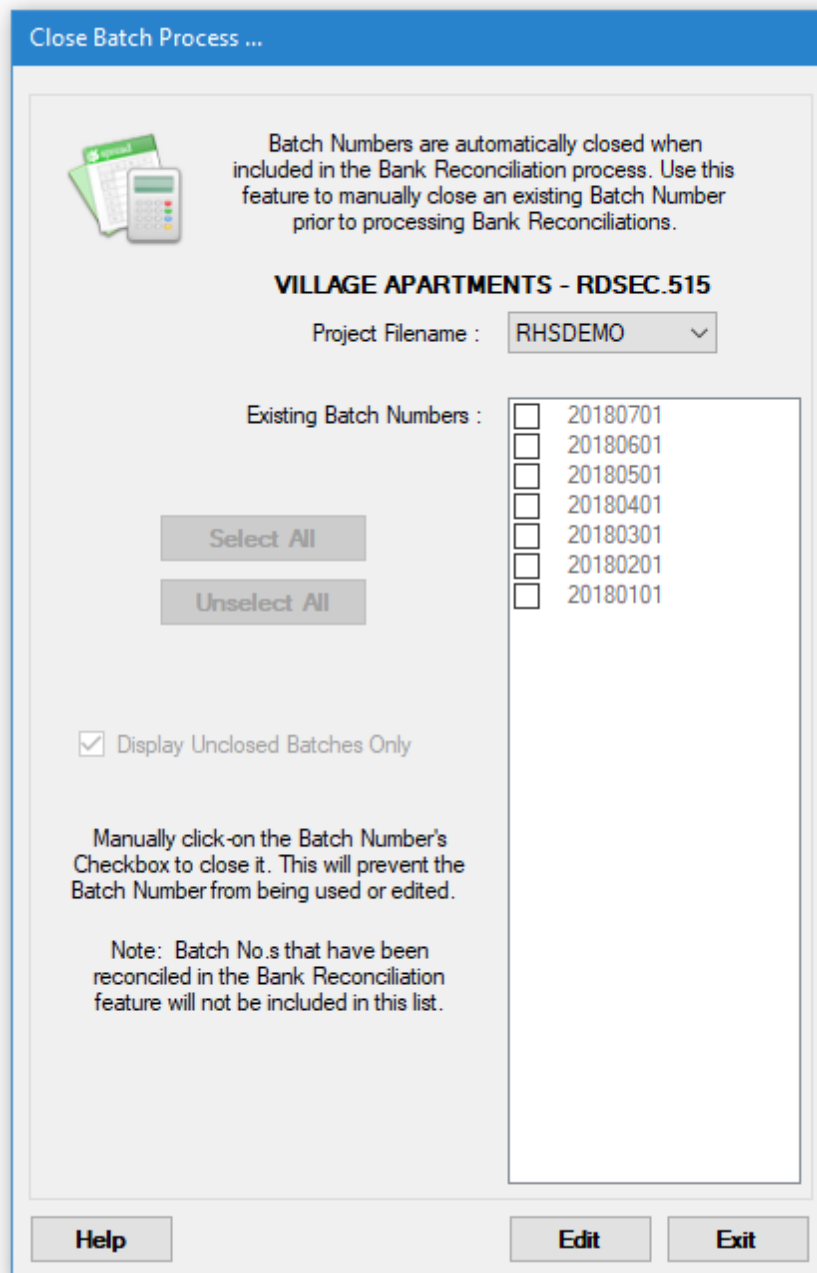 Close Batch Process ...
Batch Numbers are automatically closed when
included in the Bank Reconciliation process. Use this
feature to manually close an existing Batch Number
prior to processing Bank Reconciliations.
VILLAGE APARTMENTS - RDSEC.515
Project Filename : RHSDEMO
Existing Batch Numbers : 20180701
20180601
20180501
20180401
20180301
20180201
20180101
Select All
Unselect All
Display Unclosed Batches Only
Manually click-on the Batch Number's
Checkbox to close it. This will prevent the
Batch Number from being used or edited.
Note: Batch No.s that have been
reconciled in the Bank Reconciliation
feature will not be included in this list.
Help Edit Exit